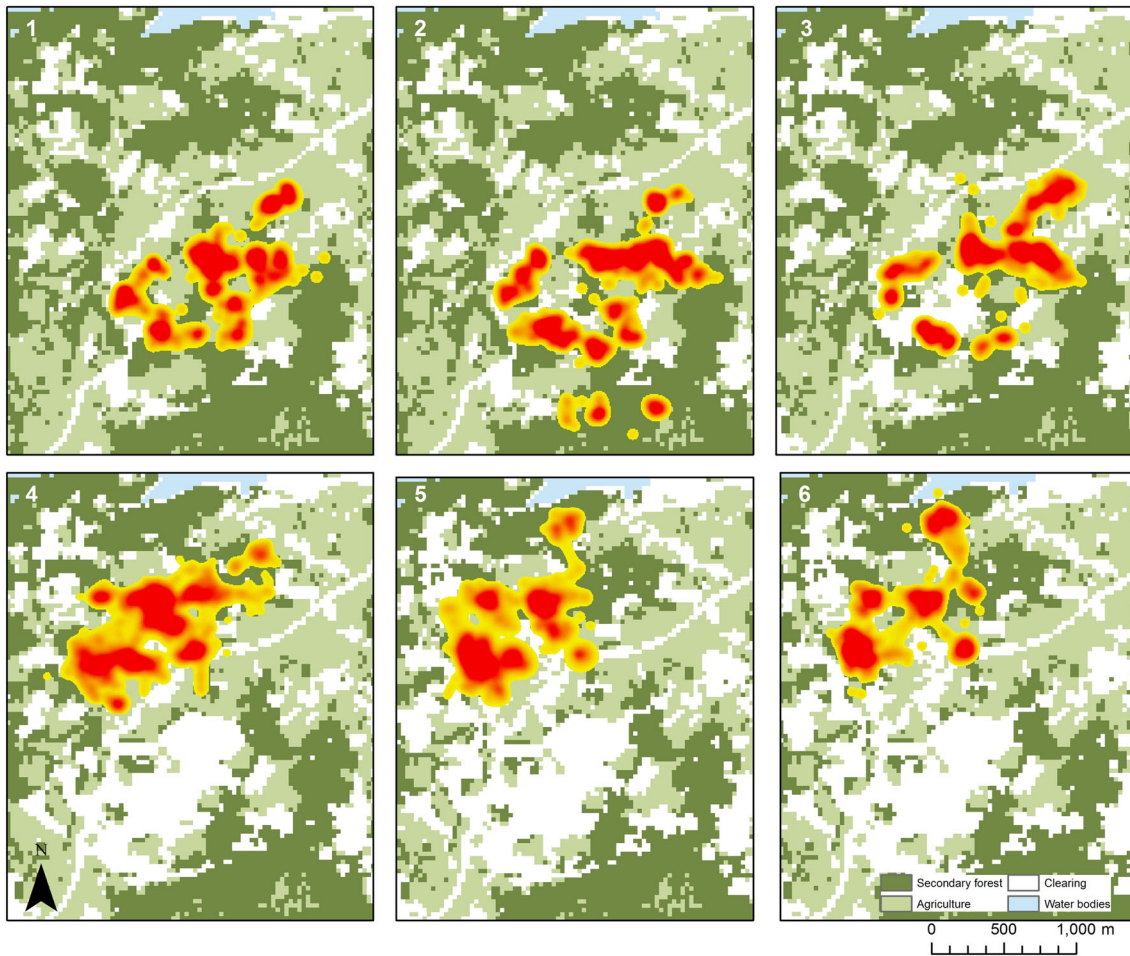 1
2
3
4
5
6
N
Secondary forest
Clearing
Agriculture
Water bodies
0 500 1,000 m